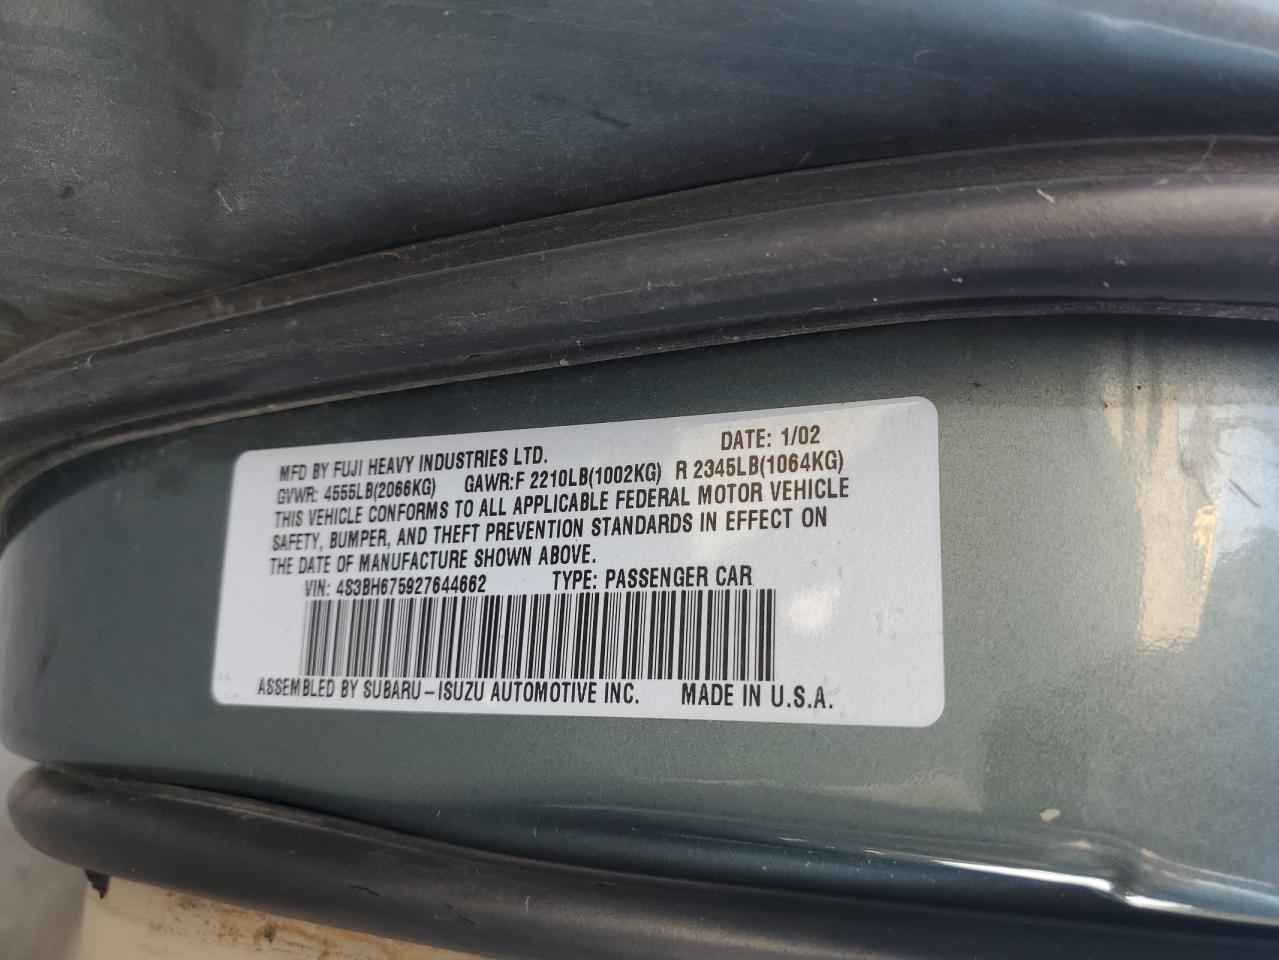 MFD BY FUJI HEAVY INDUSTRIES LTD. DATE: 1/02
GVWR: 4555LB(2066KG) GAWR:F 2210LB(1002KG) R 2345LB(1064KG)
THIS VEHICLE CONFORMS TO ALL APPLICABLE FEDERAL MOTOR VEHICLE
SAFETY, BUMPER, AND THEFT PREVENTION STANDARDS IN EFFECT ON
THE DATE OF MANUFACTURE SHOWN ABOVE.
VIN: 4S3BH675927644662 TYPE: PASSENGER CAR
ASSEMBLED BY SUBARU-ISUZU AUTOMOTIVE INC. MADE IN U.S.A.